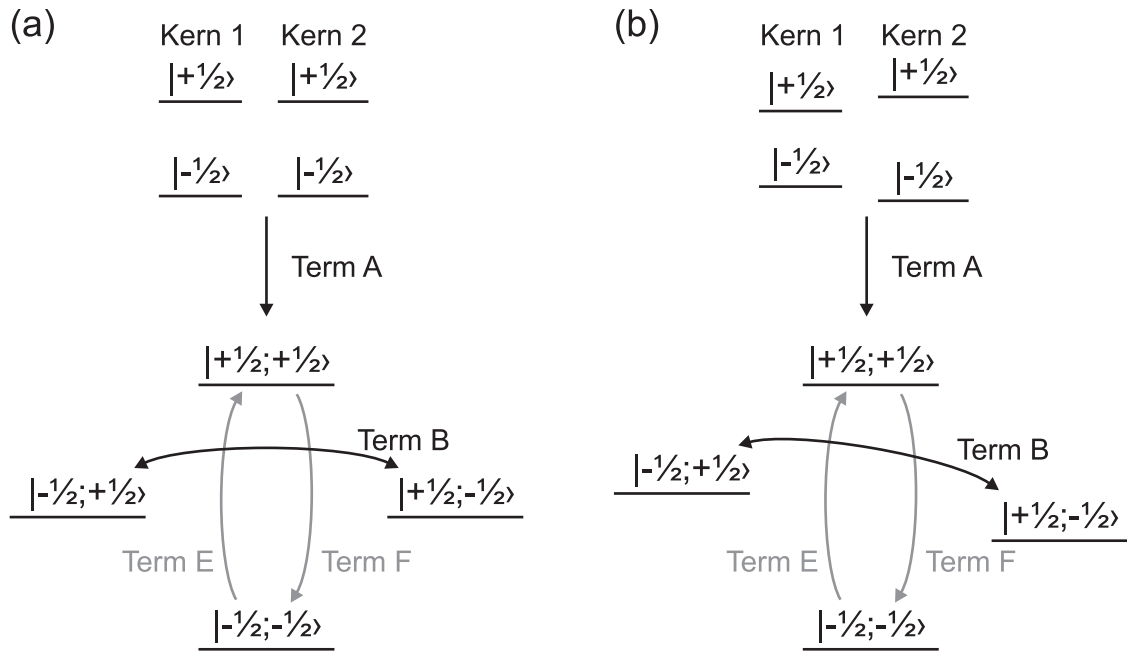 (a)
Kern 1 Kern 2
|+½⟩ |+½⟩
|-½⟩ |-½⟩
Term A
|+½;+½⟩
Term B
|-½;+½⟩ |+½;-½⟩
Term E Term F
|-½;-½⟩
(b)
Kern 1 Kern 2
|+½⟩ |+½⟩
|-½⟩ |-½⟩
Term A
|+½;+½⟩
Term B
|-½;+½⟩ |+½;-½⟩
Term E Term F
|-½;-½⟩